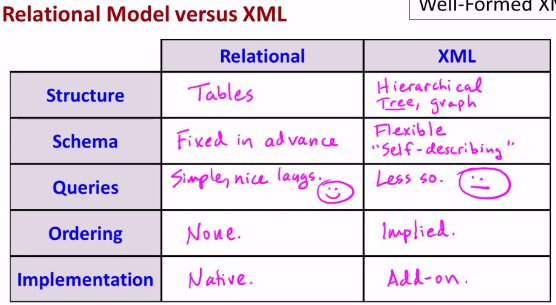 Well-Formed XM
Relational Model versus XML
Relational XML
Structure Tables Hierarchical
Tree, graph
Schema Fixed in advance Flexible
"Self-describing"
Queries Simple, nice langs. Less so.
Ordering None. Implied.
Implementation Native. Add-on.